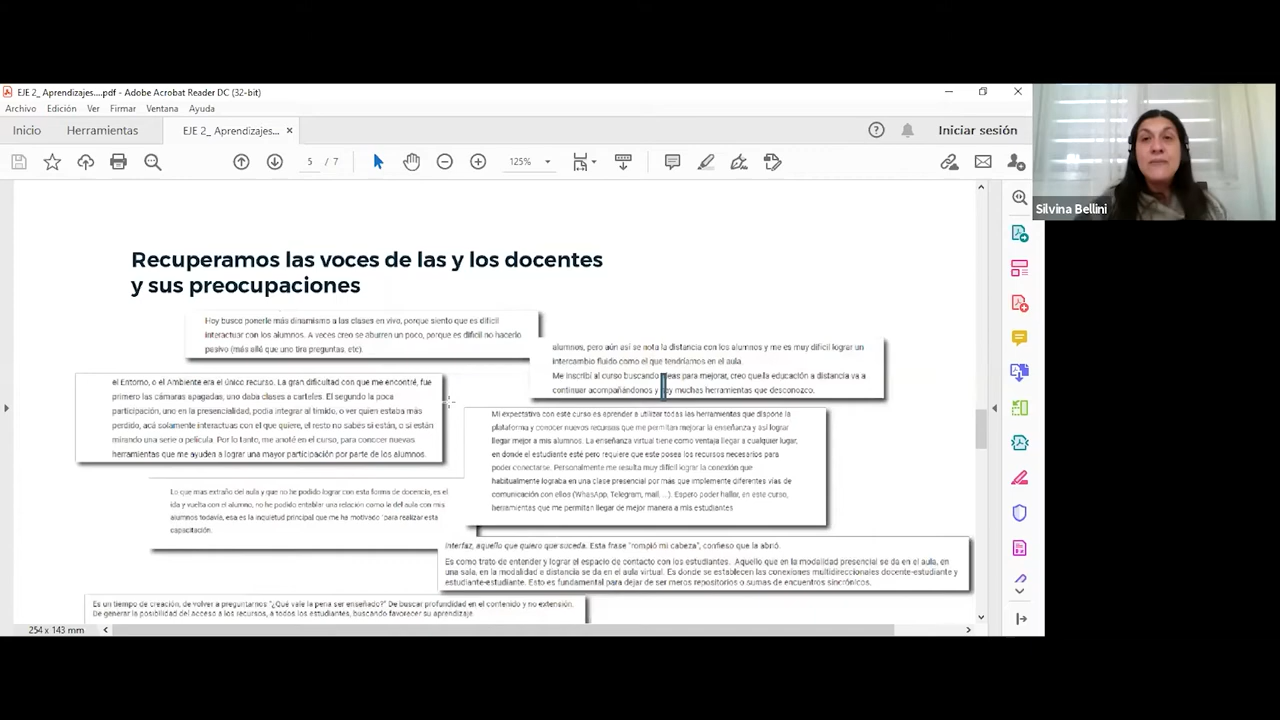 EJE 2_ Aprendizajes....pdf - Adobe Acrobat Reader DC (32-bit)
Archivo Edición Ver Firmar Ventana Ayuda
Inicio Herramientas EJE 2_ Aprendizajes... × Iniciar sesión
5 / 7 125%
Silvina Bellini
Recuperamos las voces de las y los docentes
y sus preocupaciones
Hoy busco ponerle más dinamismo a las clases en vivo, porque siento que es difícil
interactuar con los alumnos. A veces creo se aburren un poco, porque es difícil no hacerlo
pasivo (más allá que uno tire preguntas, etc)
alumnos, pero aún así se nota la distancia con los alumnos y me es muy difícil lograr un
intercambio fluido como el que tendríamos en el aula.
Me inscribí al curso buscando ideas para mejorar, creo que la educación a distancia va a
continuar acompañándonos y hay muchas herramientas que desconozco.
el Entorno, o el Ambiente era el único recurso. La gran dificultad con que me encontré, fue
primero las cámaras apagadas, uno daba clases a carteles. El segundo la poca
participación, uno en la presencialidad, podía integrar al tímido, o ver quien estaba más
perdido, acá solamente interactuas con el que quiere, el resto no sabés si están, o si están
mirando una serie o película. Por lo tanto, me anoté en el curso, para conocer nuevas
herramientas que me ayuden a lograr una mayor participación por parte de los alumnos.
Mi expectativa con este curso es aprender a utilizar todas las herramientas que dispone la
plataforma y conocer nuevos recursos que me permitan mejorar la enseñanza y así lograr
llegar mejor a mis alumnos. La enseñanza virtual tiene como ventaja llegar a cualquier lugar,
en donde el estudiante esté pero requiere que este posea los recursos necesarios para
poder conectarse. Personalmente me resulta muy difícil lograr la conexión que
habitualmente lograba en una clase presencial por más que implemente diferentes vías de
comunicación con ellos (WhatsApp, Telegram, mail, ...). Espero poder hallar, en este curso,
herramientas que me permitan llegar de mejor manera a mis estudiantes
Lo que mas extraño del aula y que no he podido lograr con esta forma de docencia, es el
ida y vuelta con el alumno, no he podido entablar una relación como la del aula con mis
alumnos todavía, esa es la inquietud principal que me ha motivado para realizar esta
capacitación.
Interfaz, aquello que quiero que suceda. Esta frase "rompió mi cabeza", confieso que la abrió.
Es como trato de entender y lograr el espacio de contacto con los estudiantes. Aquello que en la modalidad presencial se da en el aula, en
una sala, en la modalidad a distancia se da en el aula virtual. Es donde se establecen las conexiones multidireccionales docente-estudiante y
estudiante-estudiante. Esto es fundamental para dejar de ser meros repositorios o sumas de encuentros sincrónicos.
Es un tiempo de creación, de volver a preguntarnos "¿Qué vale la pena ser enseñado?" De buscar profundidad en el contenido y no extensión.
De generar la posibilidad del acceso a los recursos, a todos los estudiantes, buscando favorecer su aprendizaje
254 x 143 mm